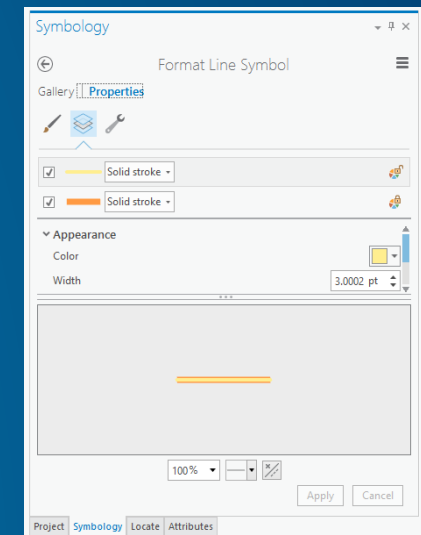 Symbology
Format Line Symbol
Gallery Properties
Solid stroke
Solid stroke
Appearance
Color
Width 3.0002 pt
100%
Apply Cancel
Project Symbology Locate Attributes